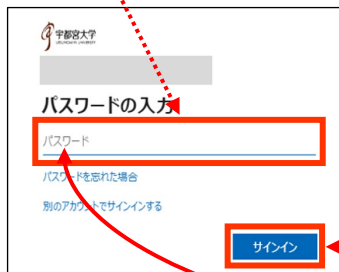 宇都宮大学
UTSUNOMIYA UNIVERSITY
パスワードの入力
パスワード
パスワードを忘れた場合
別のアカウントでサインインする
サインイン